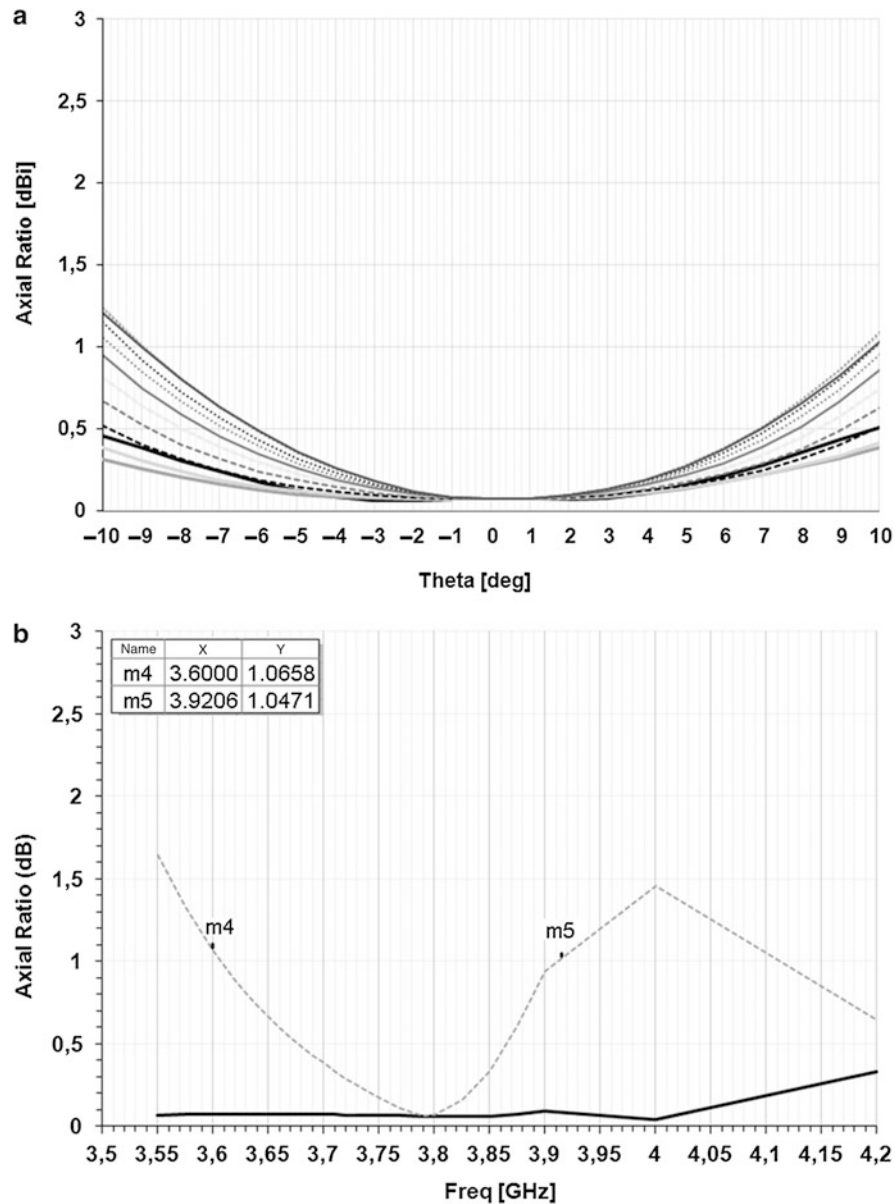 a
3
2,5
2
1,5
1
0,5
0
Axial Ratio [dBi]
–10 –9 –8 –7 –6 –5 –4 –3 –2 –1 0 1 2 3 4 5 6 7 8 9 10
Theta [deg]
b
3
2,5
2
1,5
1
0,5
0
Axial Ratio (dB)
Name X Y
m4 3.6000 1.0658
m5 3.9206 1.0471
m4
m5
3,5 3,55 3,6 3,65 3,7 3,75 3,8 3,85 3,9 3,95 4 4,05 4,1 4,15 4,2
Freq [GHz]